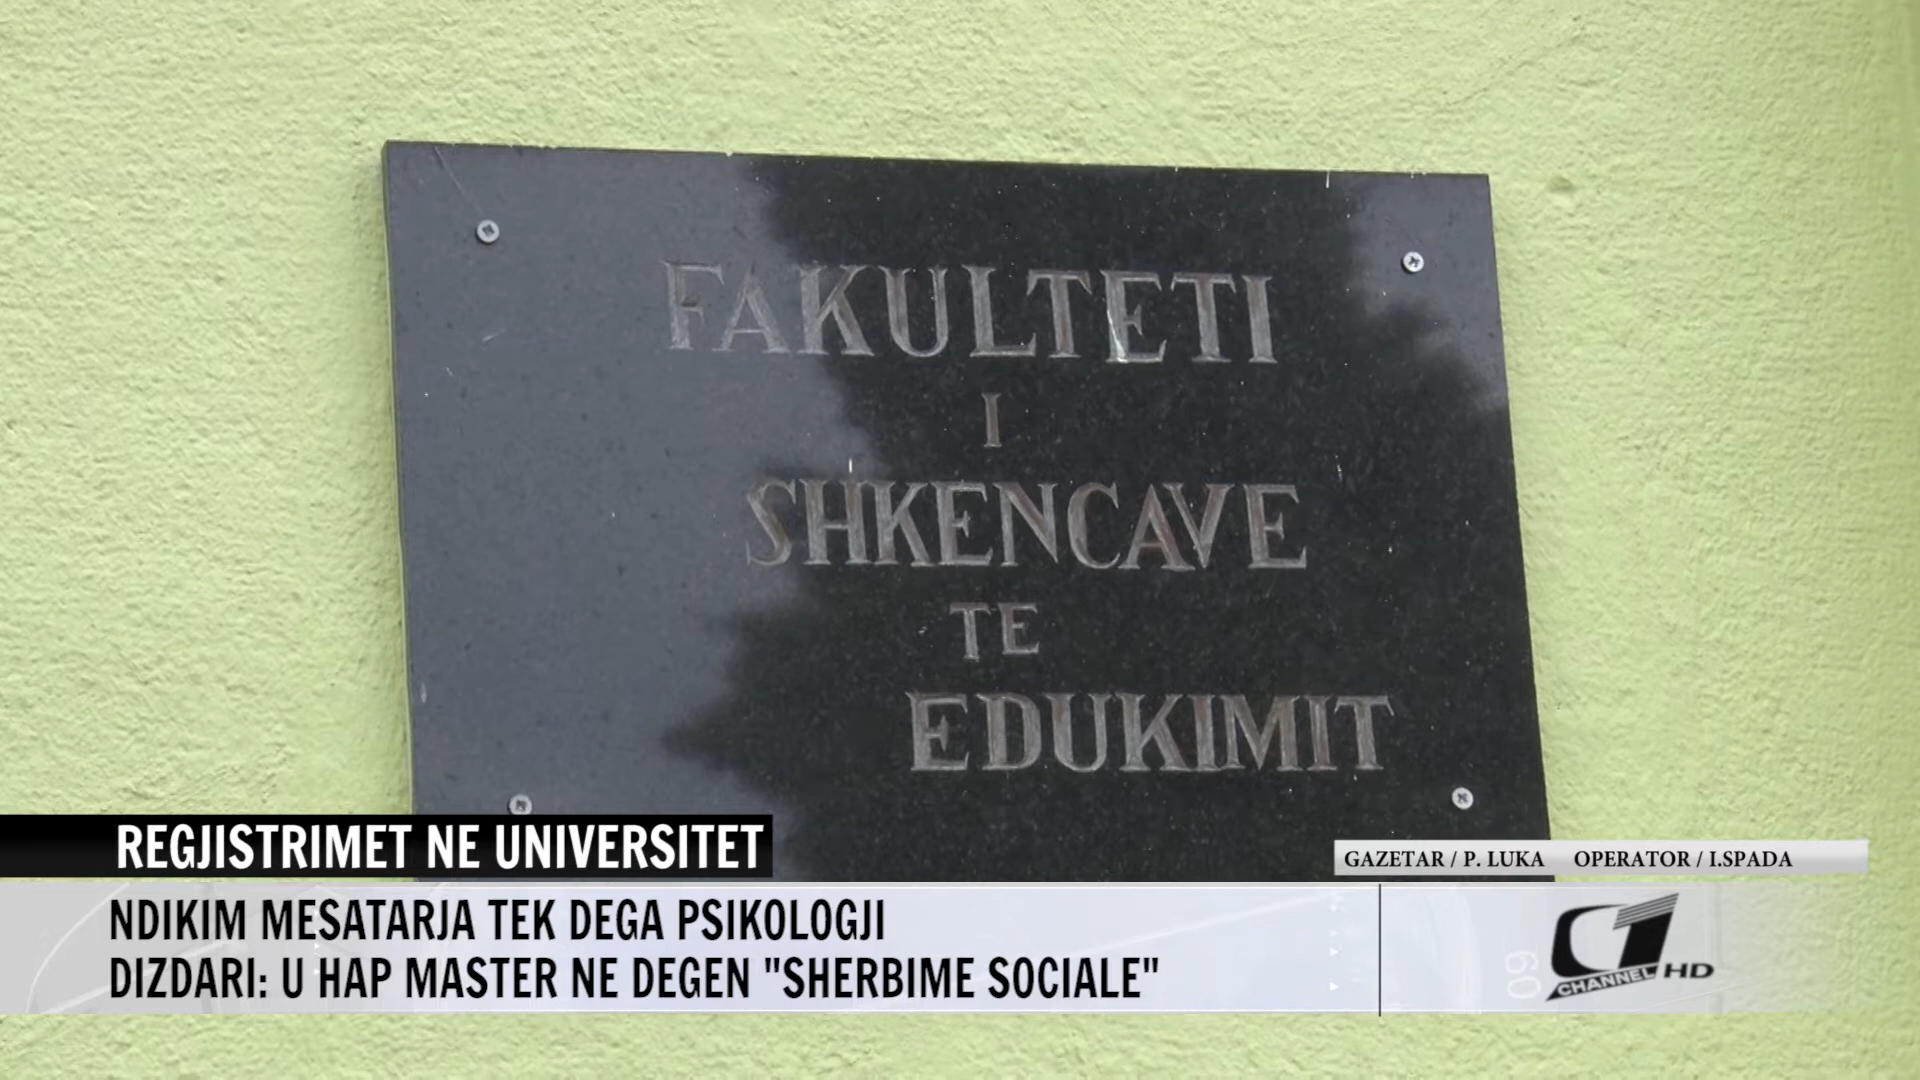 FAKULTETI
I
SHKENCAVE
TE
EDUKIMIT
REGJISTRIMET NE UNIVERSITET
GAZETAR / P. LUKA OPERATOR / I.SPADA
NDIKIM MESATARJA TEK DEGA PSIKOLOGJI
DIZDARI: U HAP MASTER NE DEGEN "SHERBIME SOCIALE"
C1
CHANNEL HD